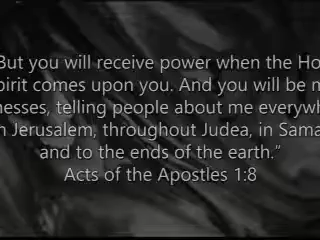 But you will receive power when the Ho
pirit comes upon you. And you will be m
nesses, telling people about me everywh
n Jerusalem, throughout Judea, in Sama
and to the ends of the earth.”
Acts of the Apostles 1:8